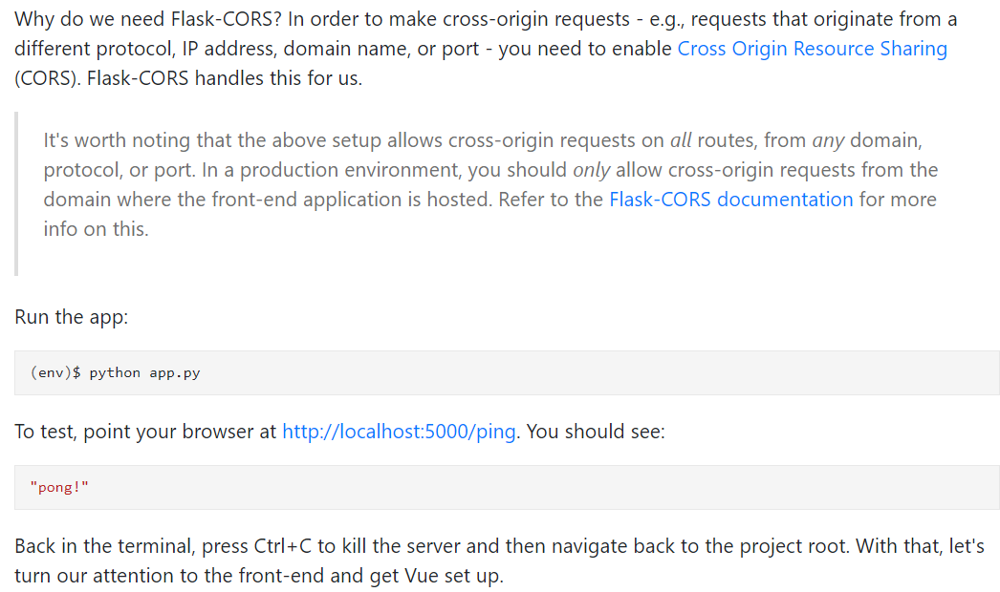 Why do we need Flask-CORS? In order to make cross-origin requests - e.g., requests that originate from a
different protocol, IP address, domain name, or port - you need to enable Cross Origin Resource Sharing
(CORS). Flask-CORS handles this for us.
It's worth noting that the above setup allows cross-origin requests on all routes, from any domain,
protocol, or port. In a production environment, you should only allow cross-origin requests from the
domain where the front-end application is hosted. Refer to the Flask-CORS documentation for more
info on this.
Run the app:
(env)$ python app.py
To test, point your browser at http://localhost:5000/ping. You should see:
"pong!"
Back in the terminal, press Ctrl+C to kill the server and then navigate back to the project root. With that, let's
turn our attention to the front-end and get Vue set up.